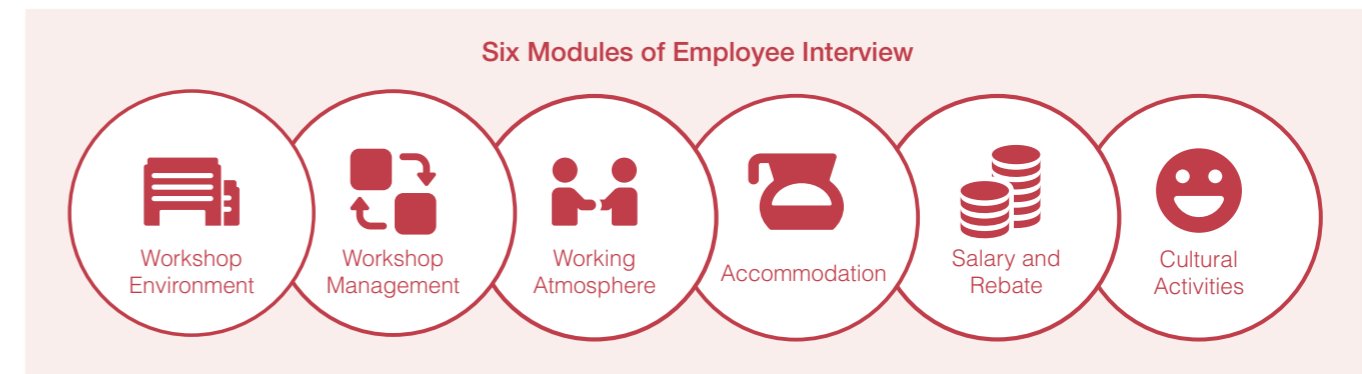 Six Modules of Employee Interview
Workshop
Environment
Workshop
Management
Working
Atmosphere
Accommodation
Salary and
Rebate
Cultural
Activities